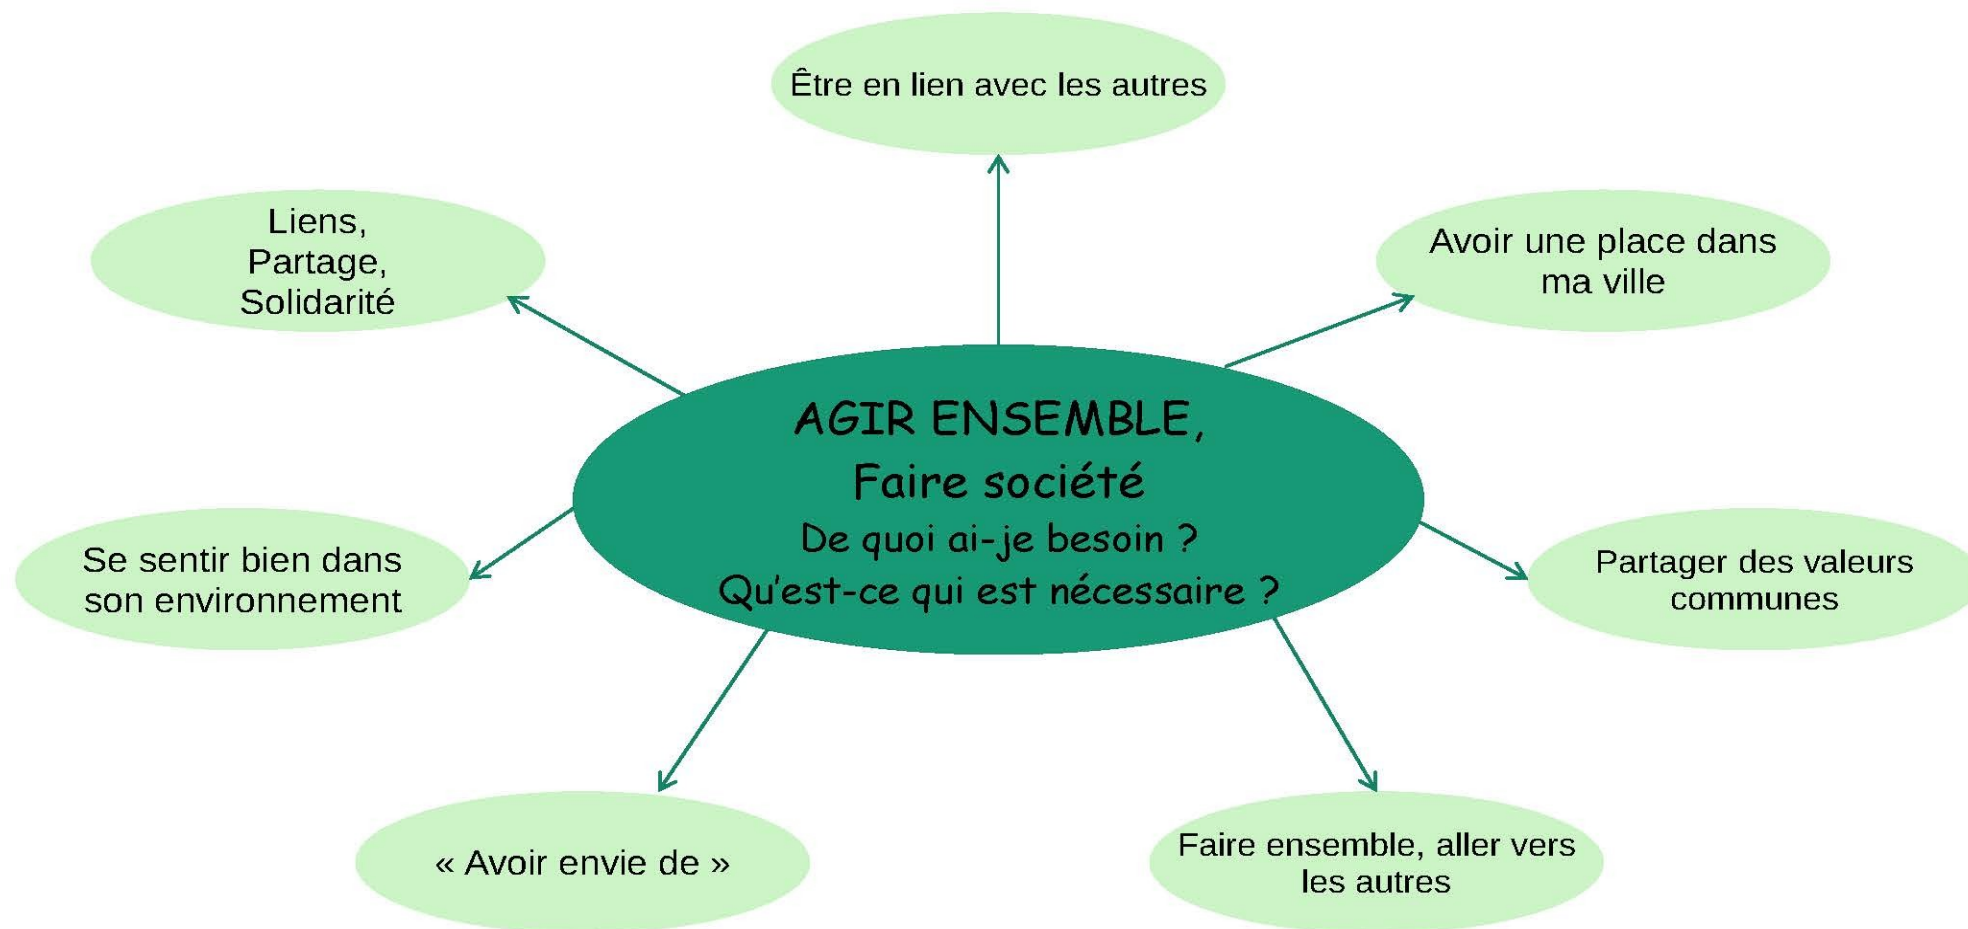 Être en lien avec les autres
Liens,
Partage,
Solidarité
Avoir une place dans
ma ville
AGIR ENSEMBLE,
Faire société
De quoi ai-je besoin ?
Qu'est-ce qui est nécessaire ?
Se sentir bien dans
son environnement
Partager des valeurs
communes
« Avoir envie de »
Faire ensemble, aller vers
les autres